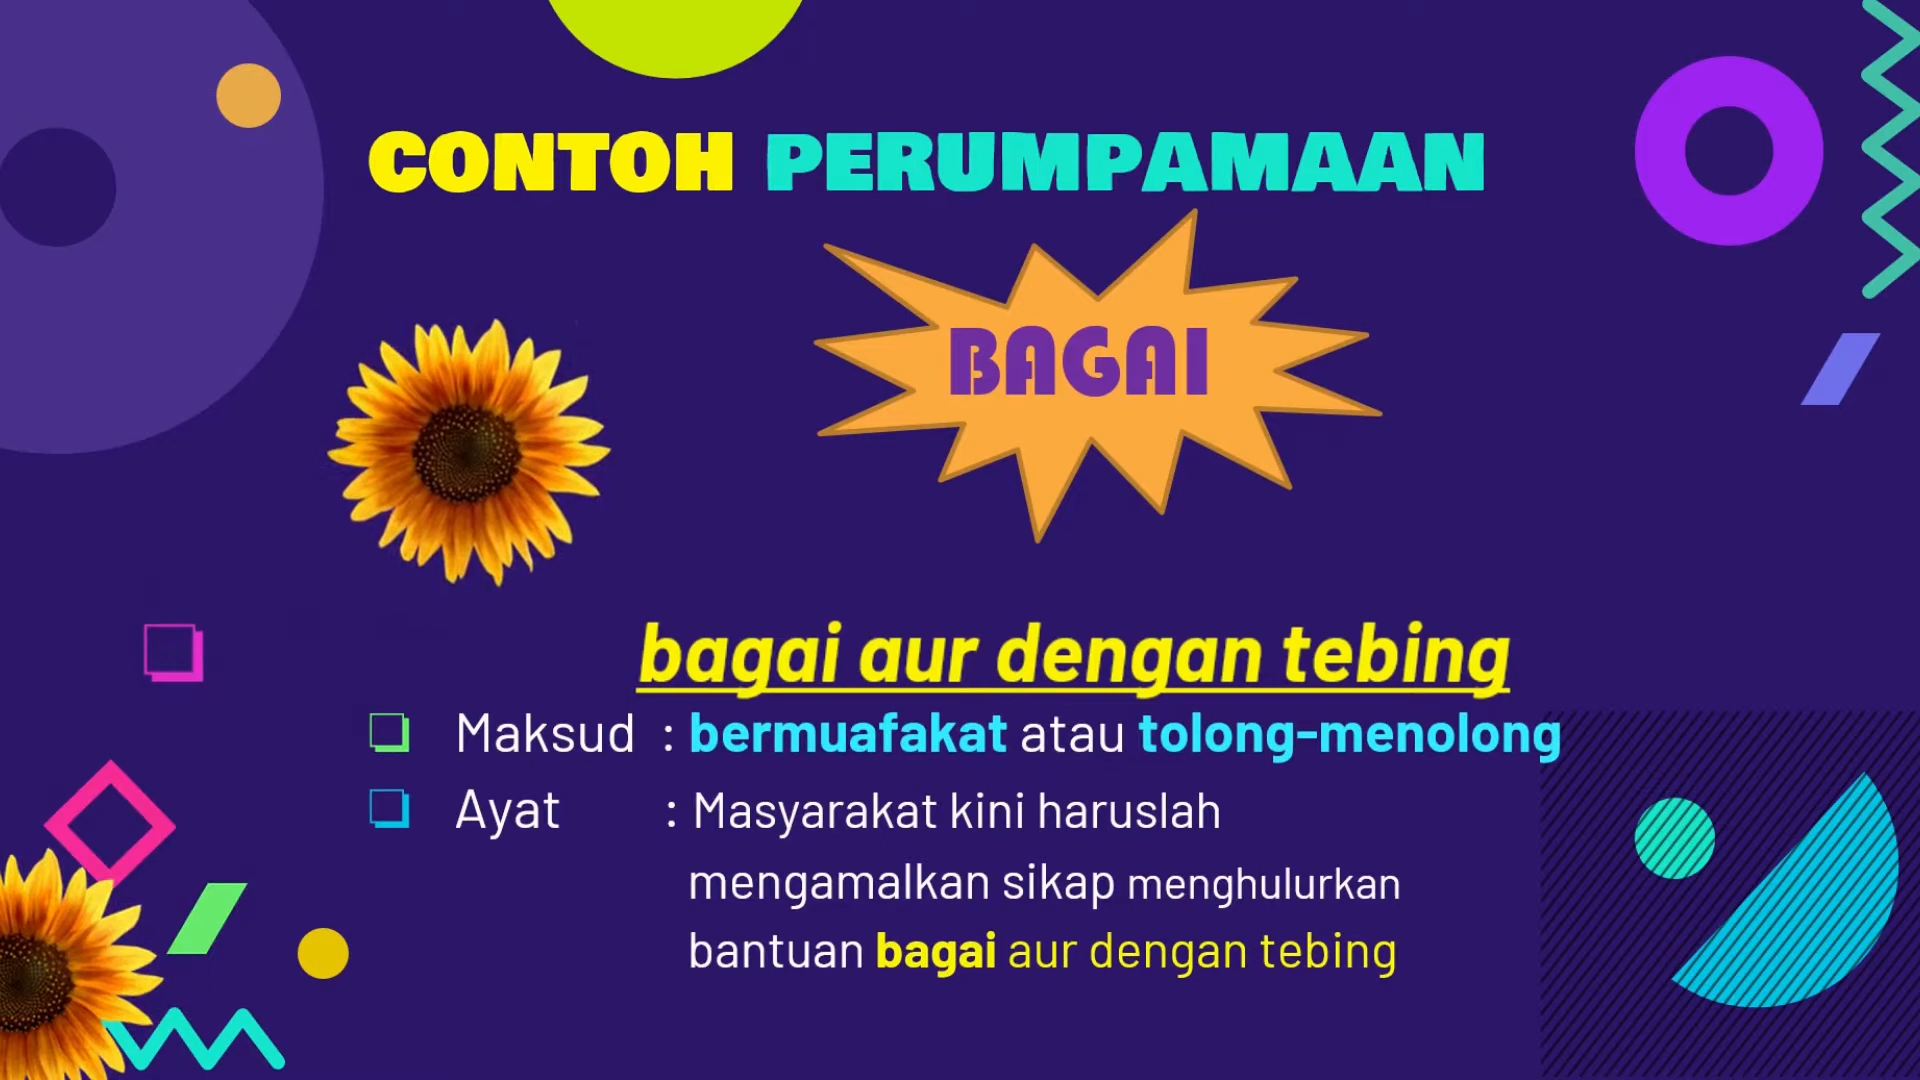 CONTOH PERUMPAMAAN
BAGAI
bagai aur dengan tebing
Maksud : bermuafakat atau tolong-menolong
Ayat : Masyarakat kini haruslah
mengamalkan sikap menghulurkan
bantuan bagai aur dengan tebing